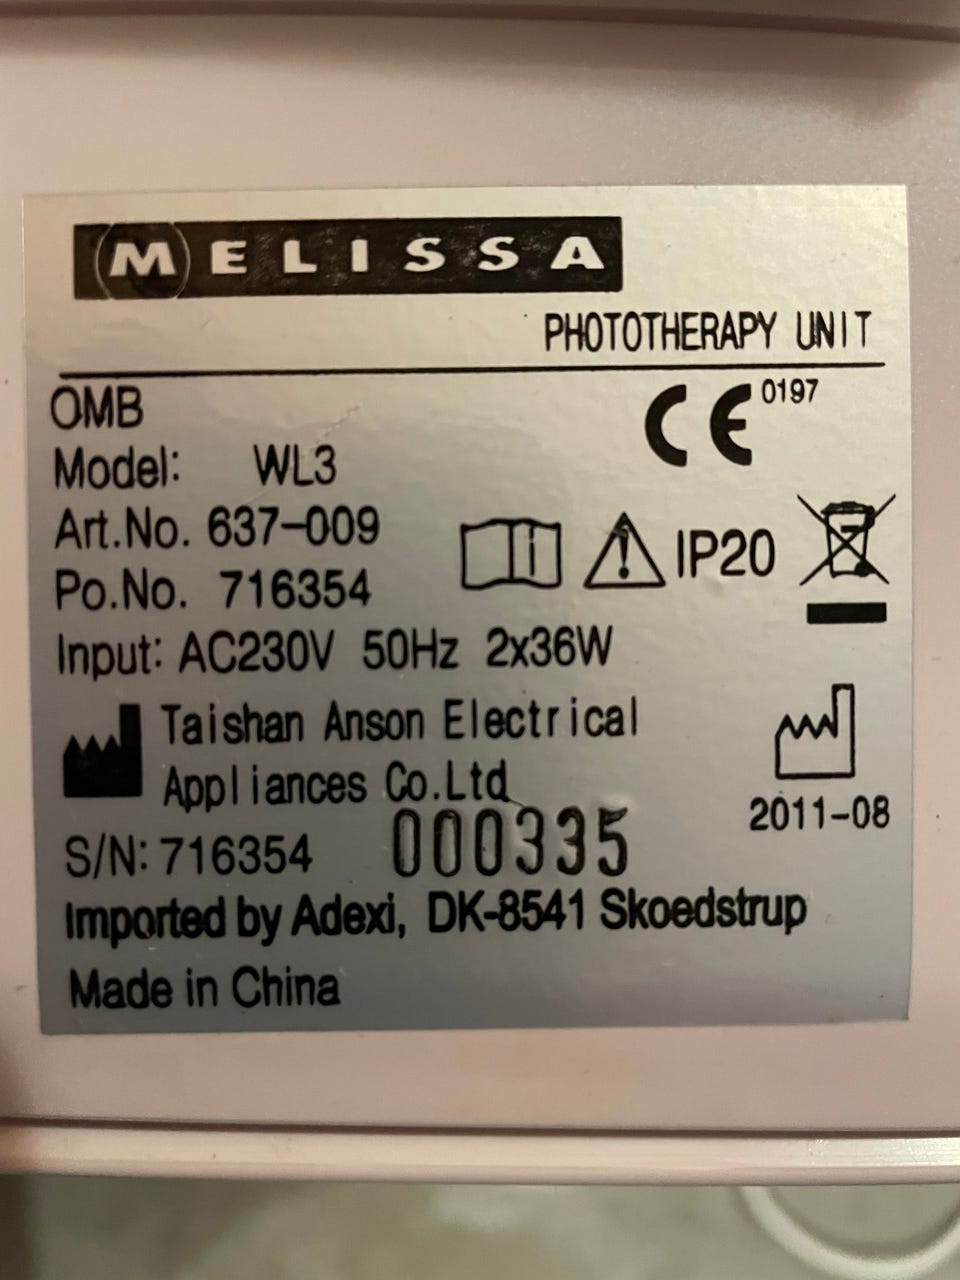 MELISSA
PHOTOTHERAPY UNIT
OMB
CE 0197
Model: WL3
Art.No. 637-009
IP20
Po.No. 716354
Input: AC230V 50Hz 2x36W
Taishan Anson Electrical
Appliances Co.Ltd
2011-08
S/N: 716354 000335
Imported by Adexi, DK-8541 Skoedstrup
Made in China